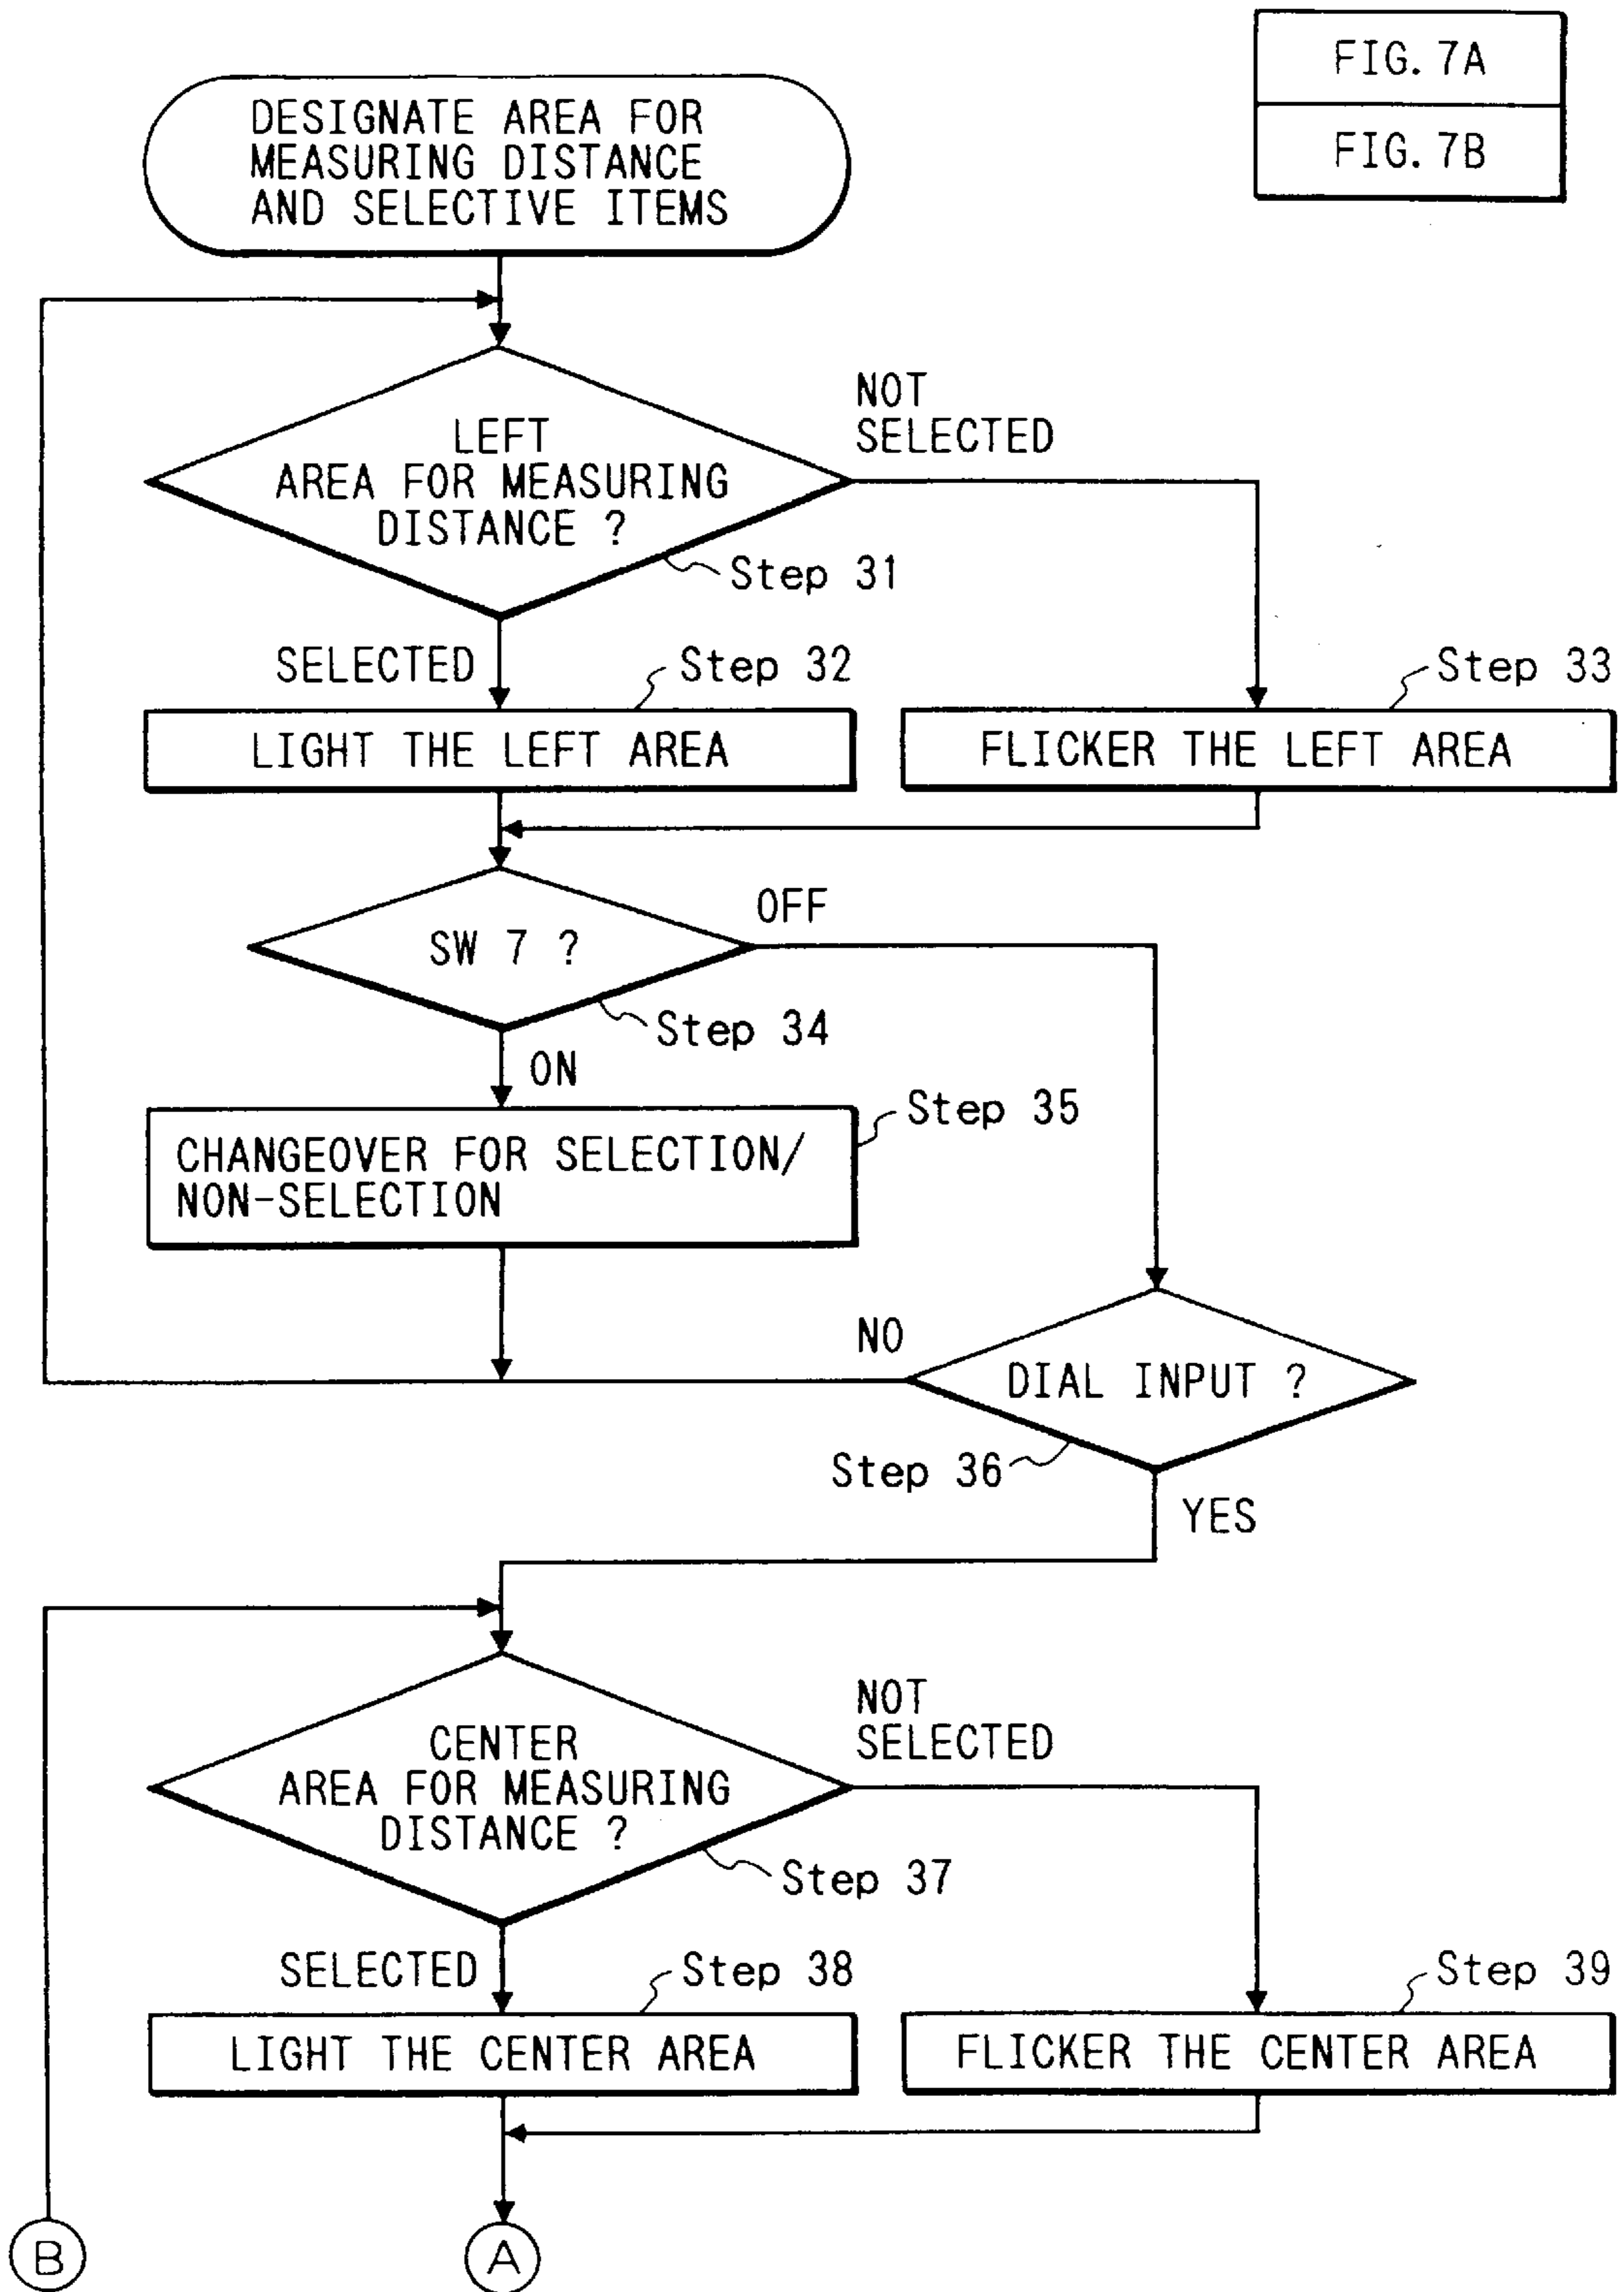 FIG. 7A
FIG. 7B
DESIGNATE AREA FOR
MEASURING DISTANCE
AND SELECTIVE ITEMS
LEFT
AREA FOR MEASURING
DISTANCE ?
NOT
SELECTED
Step 31
SELECTED
Step 32
Step 33
LIGHT THE LEFT AREA
FLICKER THE LEFT AREA
SW 7 ?
OFF
Step 34
ON
Step 35
CHANGEOVER FOR SELECTION/
NON-SELECTION
NO
DIAL INPUT ?
Step 36
YES
CENTER
AREA FOR MEASURING
DISTANCE ?
NOT
SELECTED
Step 37
SELECTED
Step 38
Step 39
LIGHT THE CENTER AREA
FLICKER THE CENTER AREA
B
A